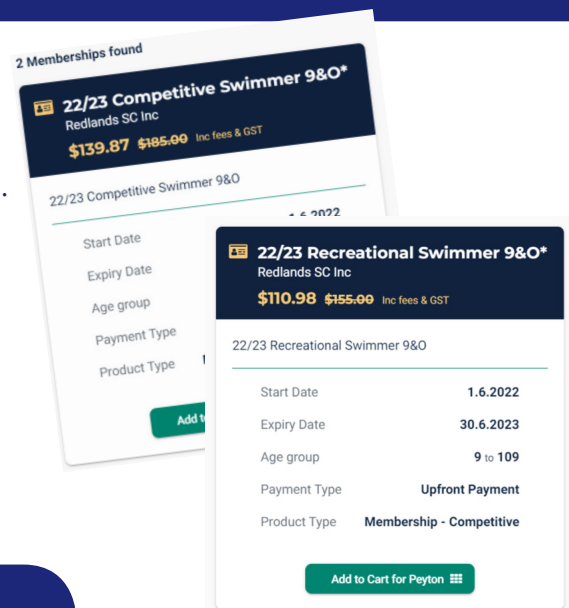 2 Memberships found
22/23 Competitive Swimmer 9&O*
Redlands SC Inc
$139.87 $185.00 Inc fees & GST
22/23 Competitive Swimmer 9&O
Start Date 1.6.2022
Expiry Date
Age group
Payment Type
Product Type
Add
22/23 Recreational Swimmer 9&O*
Redlands SC Inc
$110.98 $155.00 Inc fees & GST
22/23 Recreational Swimmer 9&O
Start Date 1.6.2022
Expiry Date 30.6.2023
Age group 9 to 109
Payment Type Upfront Payment
Product Type Membership - Competitive
Add to Cart for Peyton